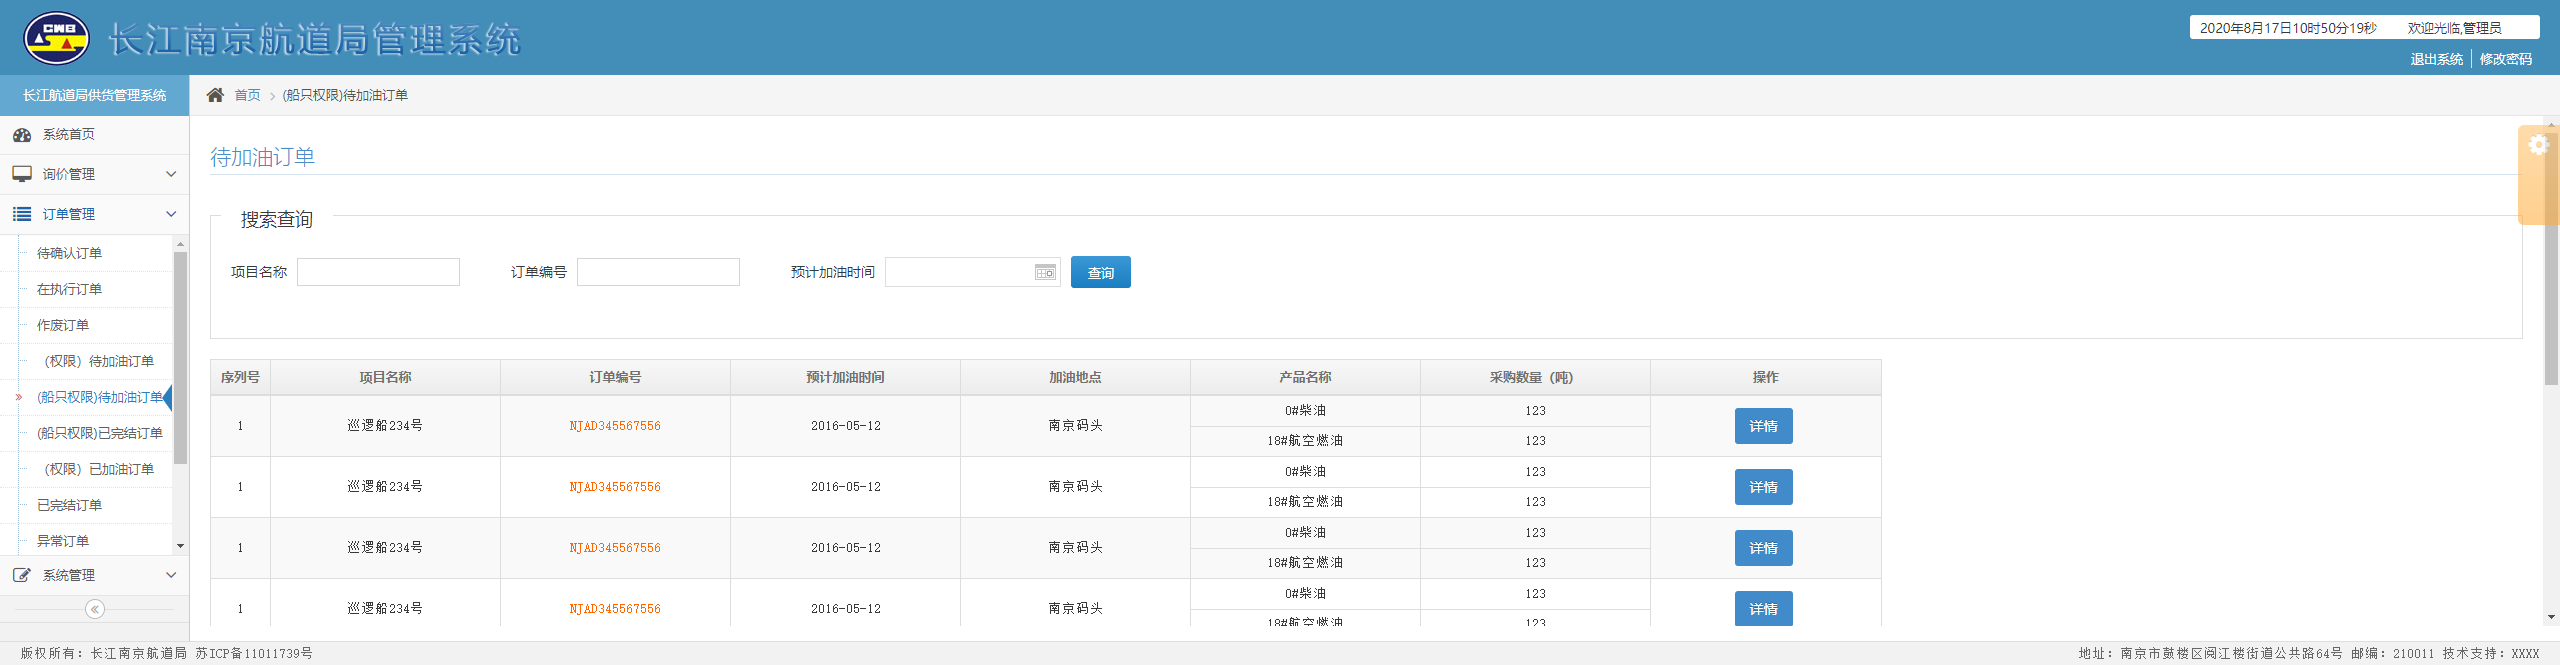 CWB 长江南京航道局管理系统
2020年8月17日10时50分19秒 欢迎光临,管理员
退出系统 修改密码
长江航道局供货管理系统
首页 (船只权限)待加油订单
系统首页
询价管理
订单管理
待确认订单
在执行订单
作废订单
（权限）待加油订单
(船只权限)待加油订单
(船只权限)已完结订单
（权限）已加油订单
已完结订单
异常订单
系统管理
待加油订单
搜索查询
项目名称 订单编号 预计加油时间 查询
序列号 项目名称 订单编号 预计加油时间 加油地点 产品名称 采购数量（吨） 操作
1 巡逻船234号 NJAD345567556 2016-05-12 南京码头 0#柴油 123 详情
18#航空燃油 123
1 巡逻船234号 NJAD345567556 2016-05-12 南京码头 0#柴油 123 详情
18#航空燃油 123
1 巡逻船234号 NJAD345567556 2016-05-12 南京码头 0#柴油 123 详情
18#航空燃油 123
1 巡逻船234号 NJAD345567556 2016-05-12 南京码头 0#柴油 123 详情
18#航空燃油 123
版权所有：长江南京航道局 苏ICP备11011739号 地址：南京市鼓楼区阅江楼街道公共路64号 邮编：210011 技术支持：XXXX